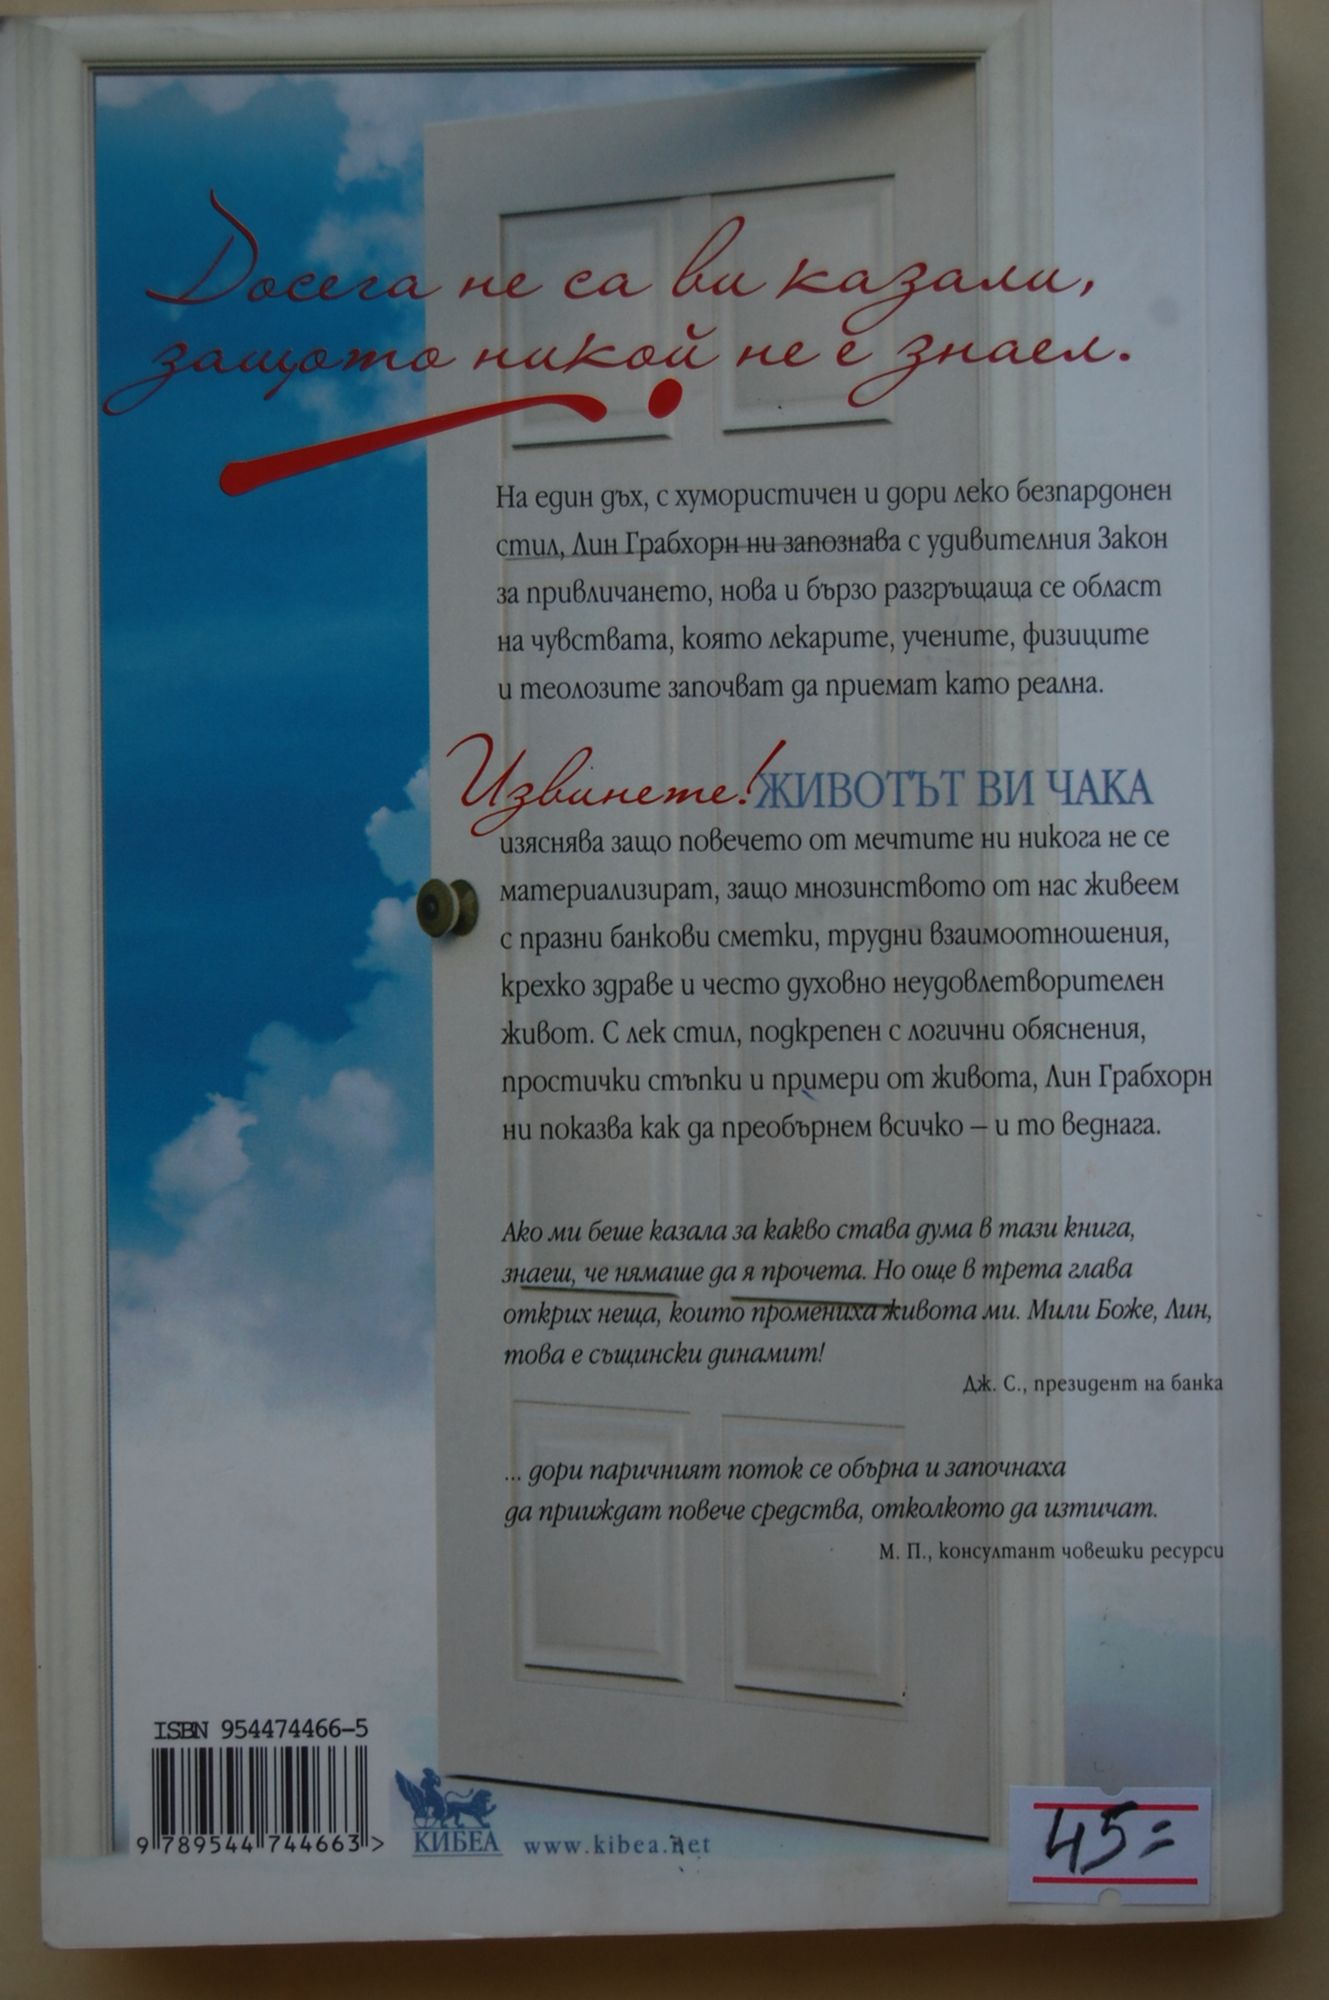 Досега не са ви казали,
защото никой не е знаел.
На един дъх, с хумористичен и дори леко безпардонен
стил, Лин Грабхорн ни запознава с удивителния Закон
за привличането, нова и бързо разгръщаща се област
на чувствата, която лекарите, учените, физиците
и теолозите започват да приемат като реална.
Извинете! ЖИВОТЪТ ВИ ЧАКА
изяснява защо повечето от мечтите ни никога не се
материализират, защо мнозинството от нас живеем
с празни банкови сметки, трудни взаимоотношения,
крехко здраве и често духовно неудовлетворителен
живот. С лек стил, подкрепен с логични обяснения,
простички стъпки и примери от живота, Лин Грабхорн
ни показва как да преобърнем всичко – и то веднага.
Ако ми беше казала за какво става дума в тази книга,
знаеш, че нямаше да я прочета. Но още в трета глава
открих неща, които промениха живота ми. Мили Боже, Лин,
това е същински динамит!
Дж. С., президент на банка
... дори паричният поток се обърна и започнаха
да прииждат повече средства, отколкото да изтичат.
М. П., консултант човешки ресурси
ISBN 954474466-5
9 789544 744663 >
КИБЕА www.kibea.net
45=